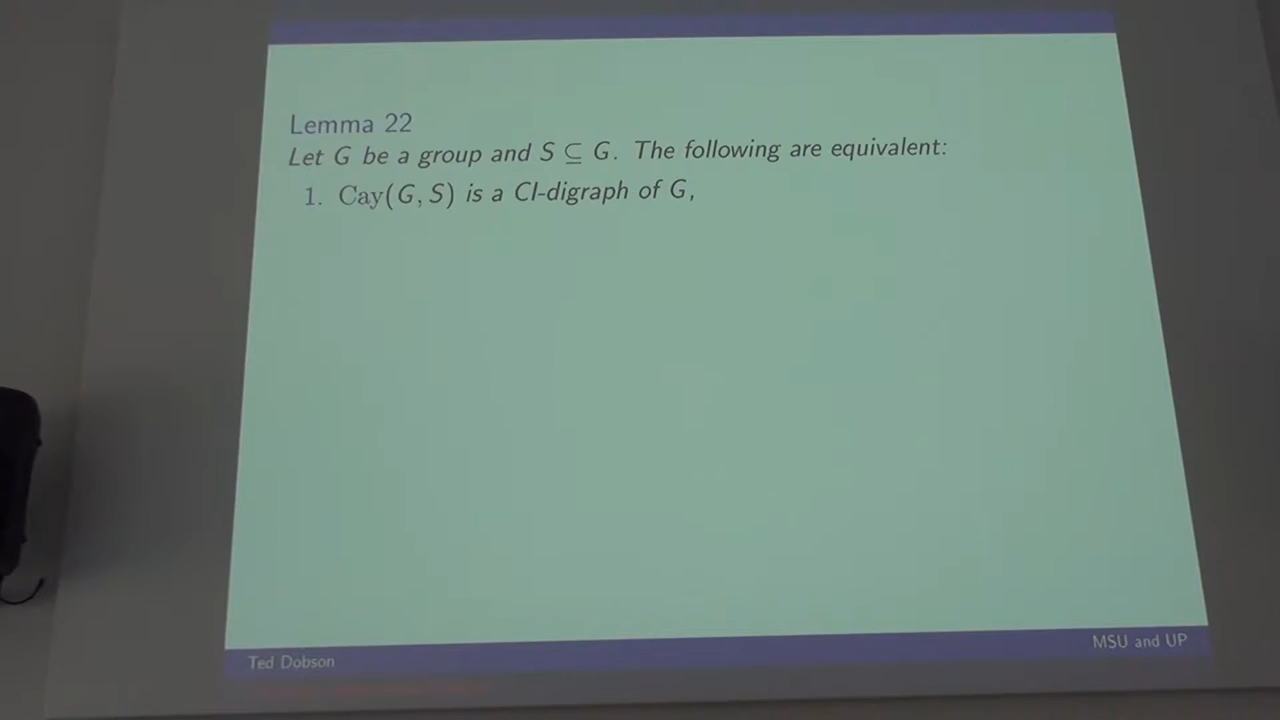 Lemma 22
Let G be a group and S ⊆ G. The following are equivalent:
1. Cay(G, S) is a CI-digraph of G,
Ted Dobson
MSU and UP